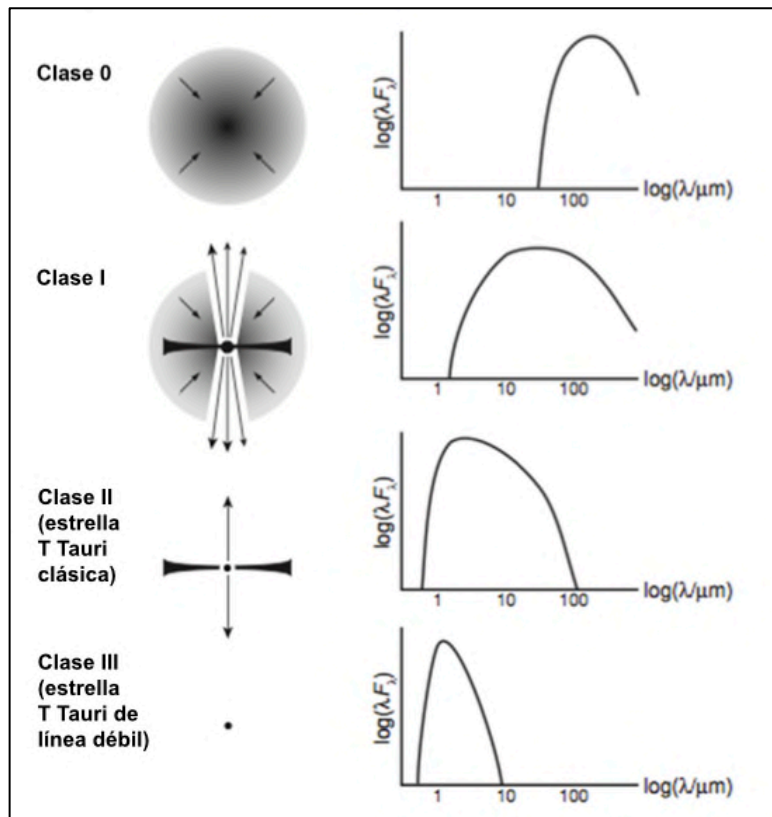 Clase 0
log(λFλ)
1 10 100 log(λ/μm)
Clase I
log(λFλ)
1 10 100 log(λ/μm)
Clase II
(estrella
T Tauri
clásica)
log(λFλ)
1 10 100 log(λ/μm)
Clase III
(estrella
T Tauri de
línea débil)
log(λFλ)
1 10 100 log(λ/μm)